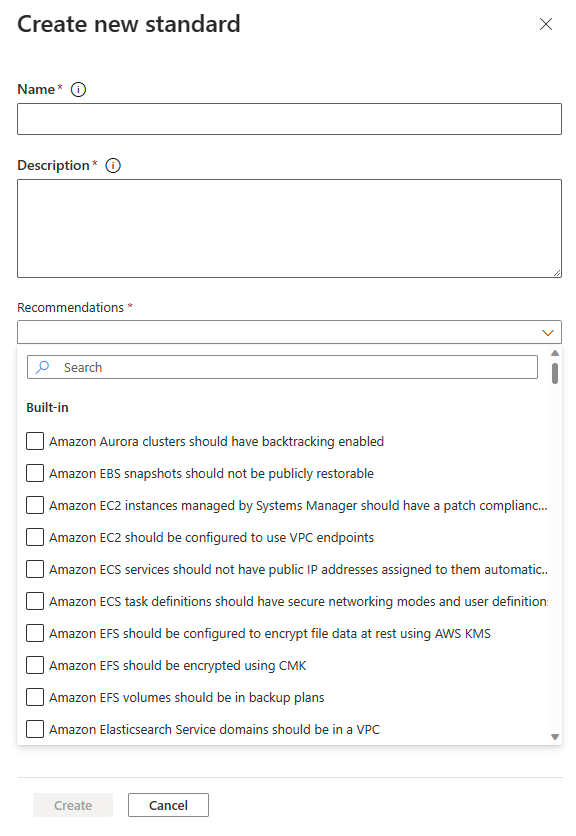 Create new standard
Name *
Description *
Recommendations *
Search
Built-in
Amazon Aurora clusters should have backtracking enabled
Amazon EBS snapshots should not be publicly restorable
Amazon EC2 instances managed by Systems Manager should have a patch complianc...
Amazon EC2 should be configured to use VPC endpoints
Amazon ECS services should not have public IP addresses assigned to them automatic...
Amazon ECS task definitions should have secure networking modes and user definitions
Amazon EFS should be configured to encrypt file data at rest using AWS KMS
Amazon EFS should be encrypted using CMK
Amazon EFS volumes should be in backup plans
Amazon Elasticsearch Service domains should be in a VPC
Create
Cancel